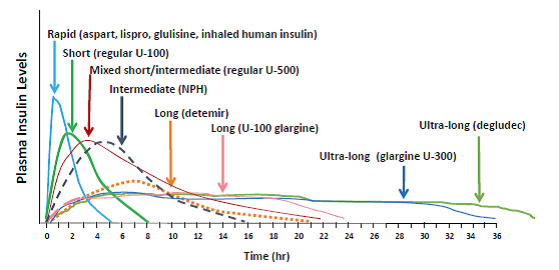 Rapid (aspart, lispro, glulisine, inhaled human insulin)
Short (regular U-100)
Mixed short/intermediate (regular U-500)
Intermediate (NPH)
Long (detemir)
Long (U-100 glargine)
Ultra-long (degludec)
Ultra-long (glargine U-300)
Plasma Insulin Levels
0 2 4 6 8 10 12 14 16 18 20 22 24 26 28 30 32 34 36
Time (hr)